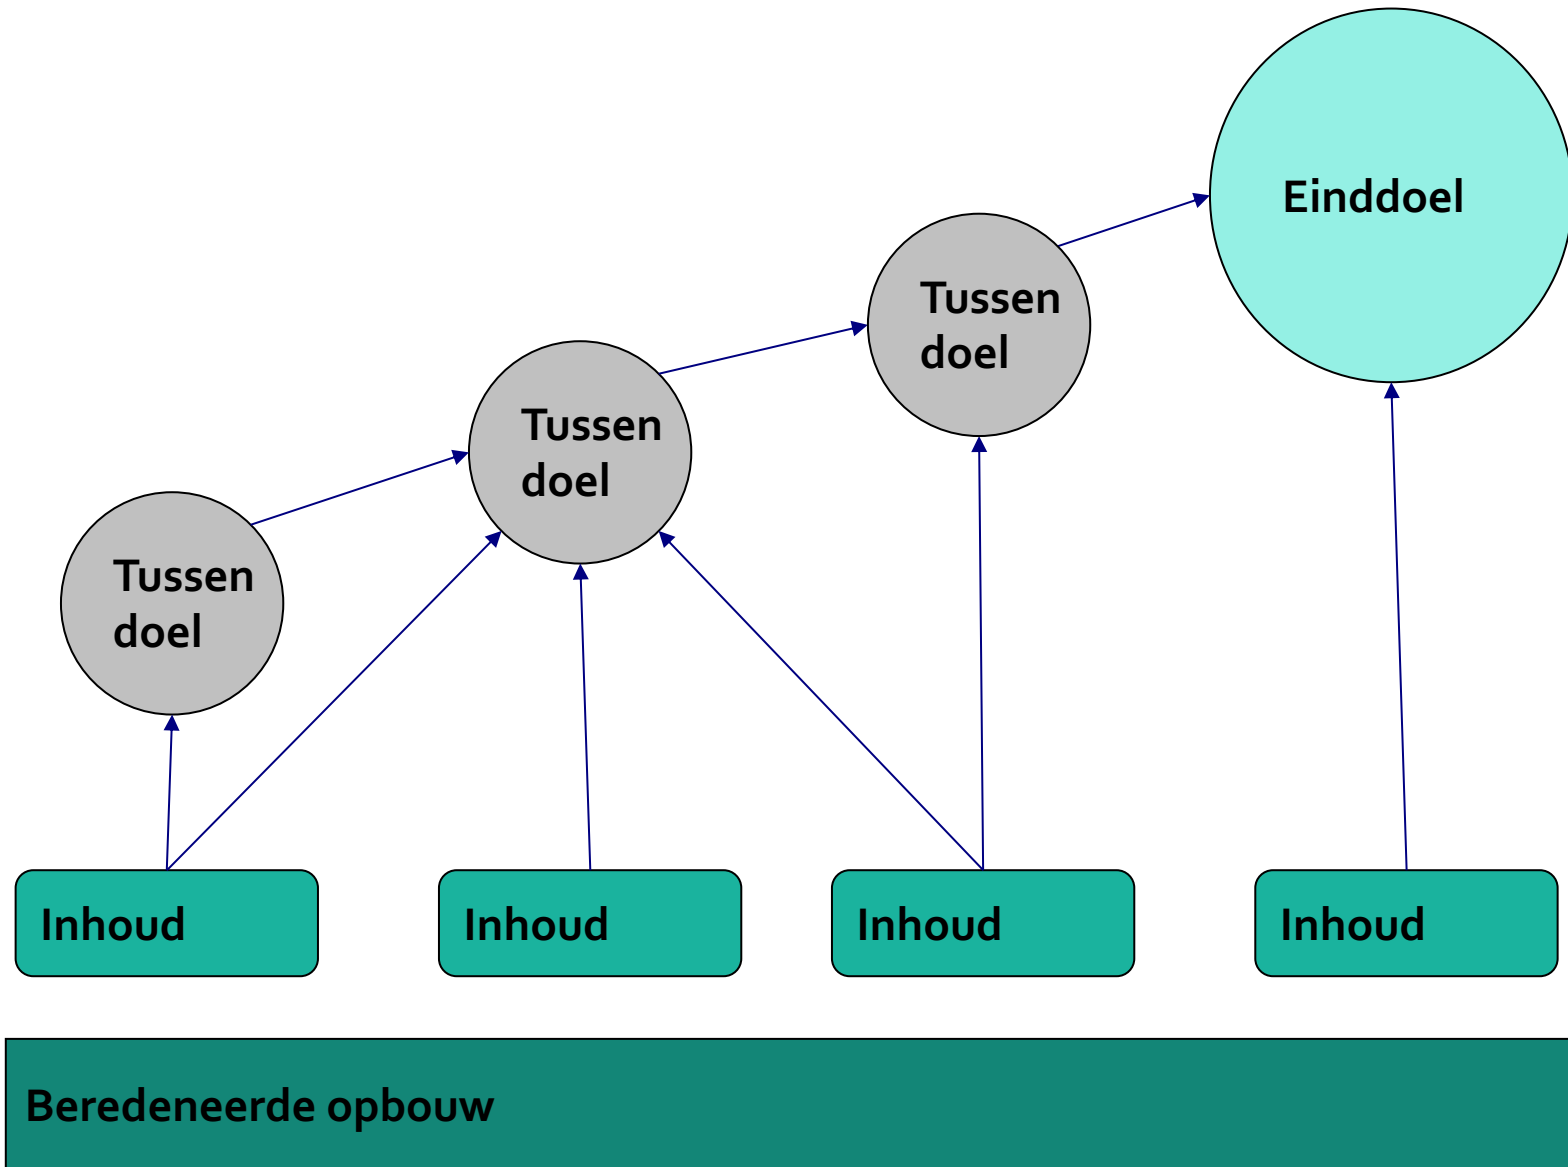 Einddoel
Tussen
doel
Tussen
doel
Tussen
doel
Inhoud
Inhoud
Inhoud
Inhoud
Beredeneerde opbouw